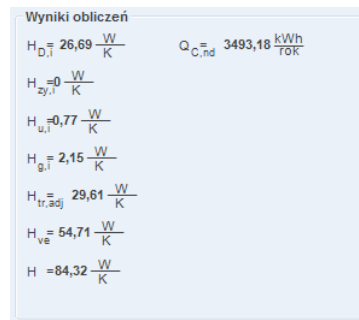 Wyniki obliczeń
H_D,i = 26,69 W/K Q_C,nd = 3493,18 kWh/rok
H_zy,i = 0 W/K
H_u,i = 0,77 W/K
H_g,i = 2,15 W/K
H_tr,adj = 29,61 W/K
H_ve = 54,71 W/K
H = 84,32 W/K